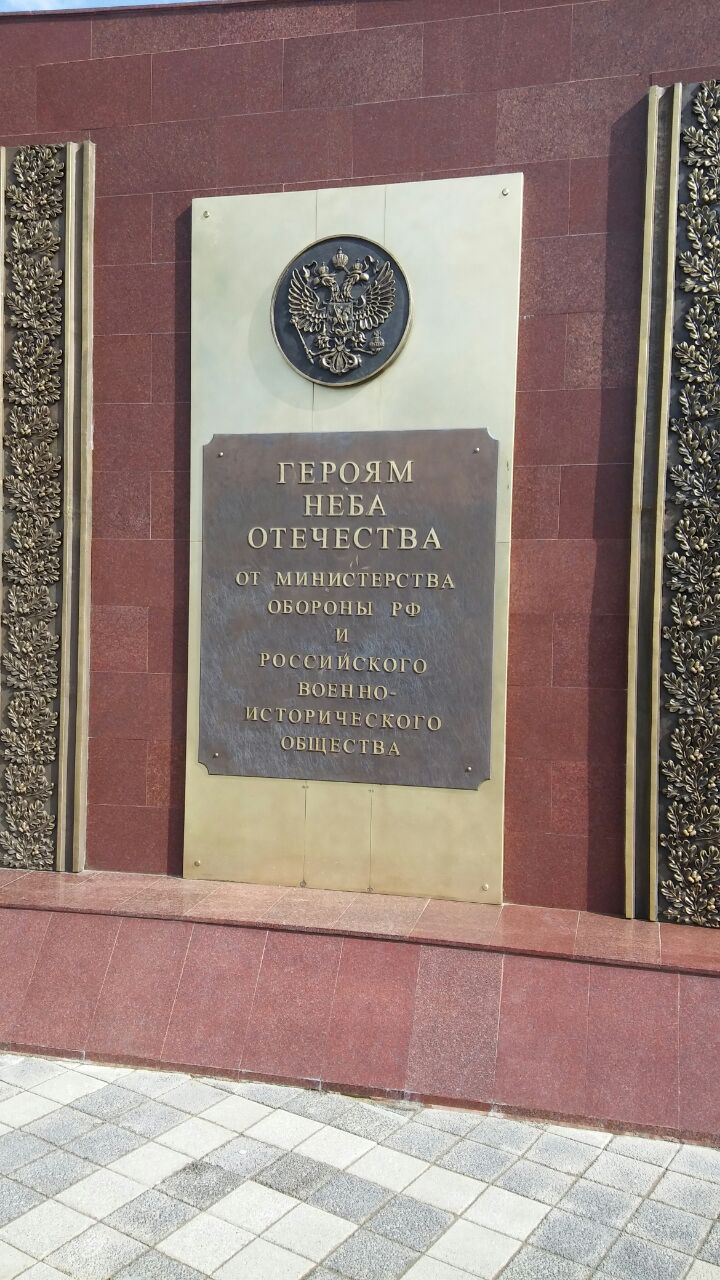 ГЕРОЯМ
НЕБА
ОТЕЧЕСТВА
ОТ МИНИСТЕРСТВА
ОБОРОНЫ РФ
И
РОССИЙСКОГО
ВОЕННО-
ИСТОРИЧЕСКОГО
ОБЩЕСТВА